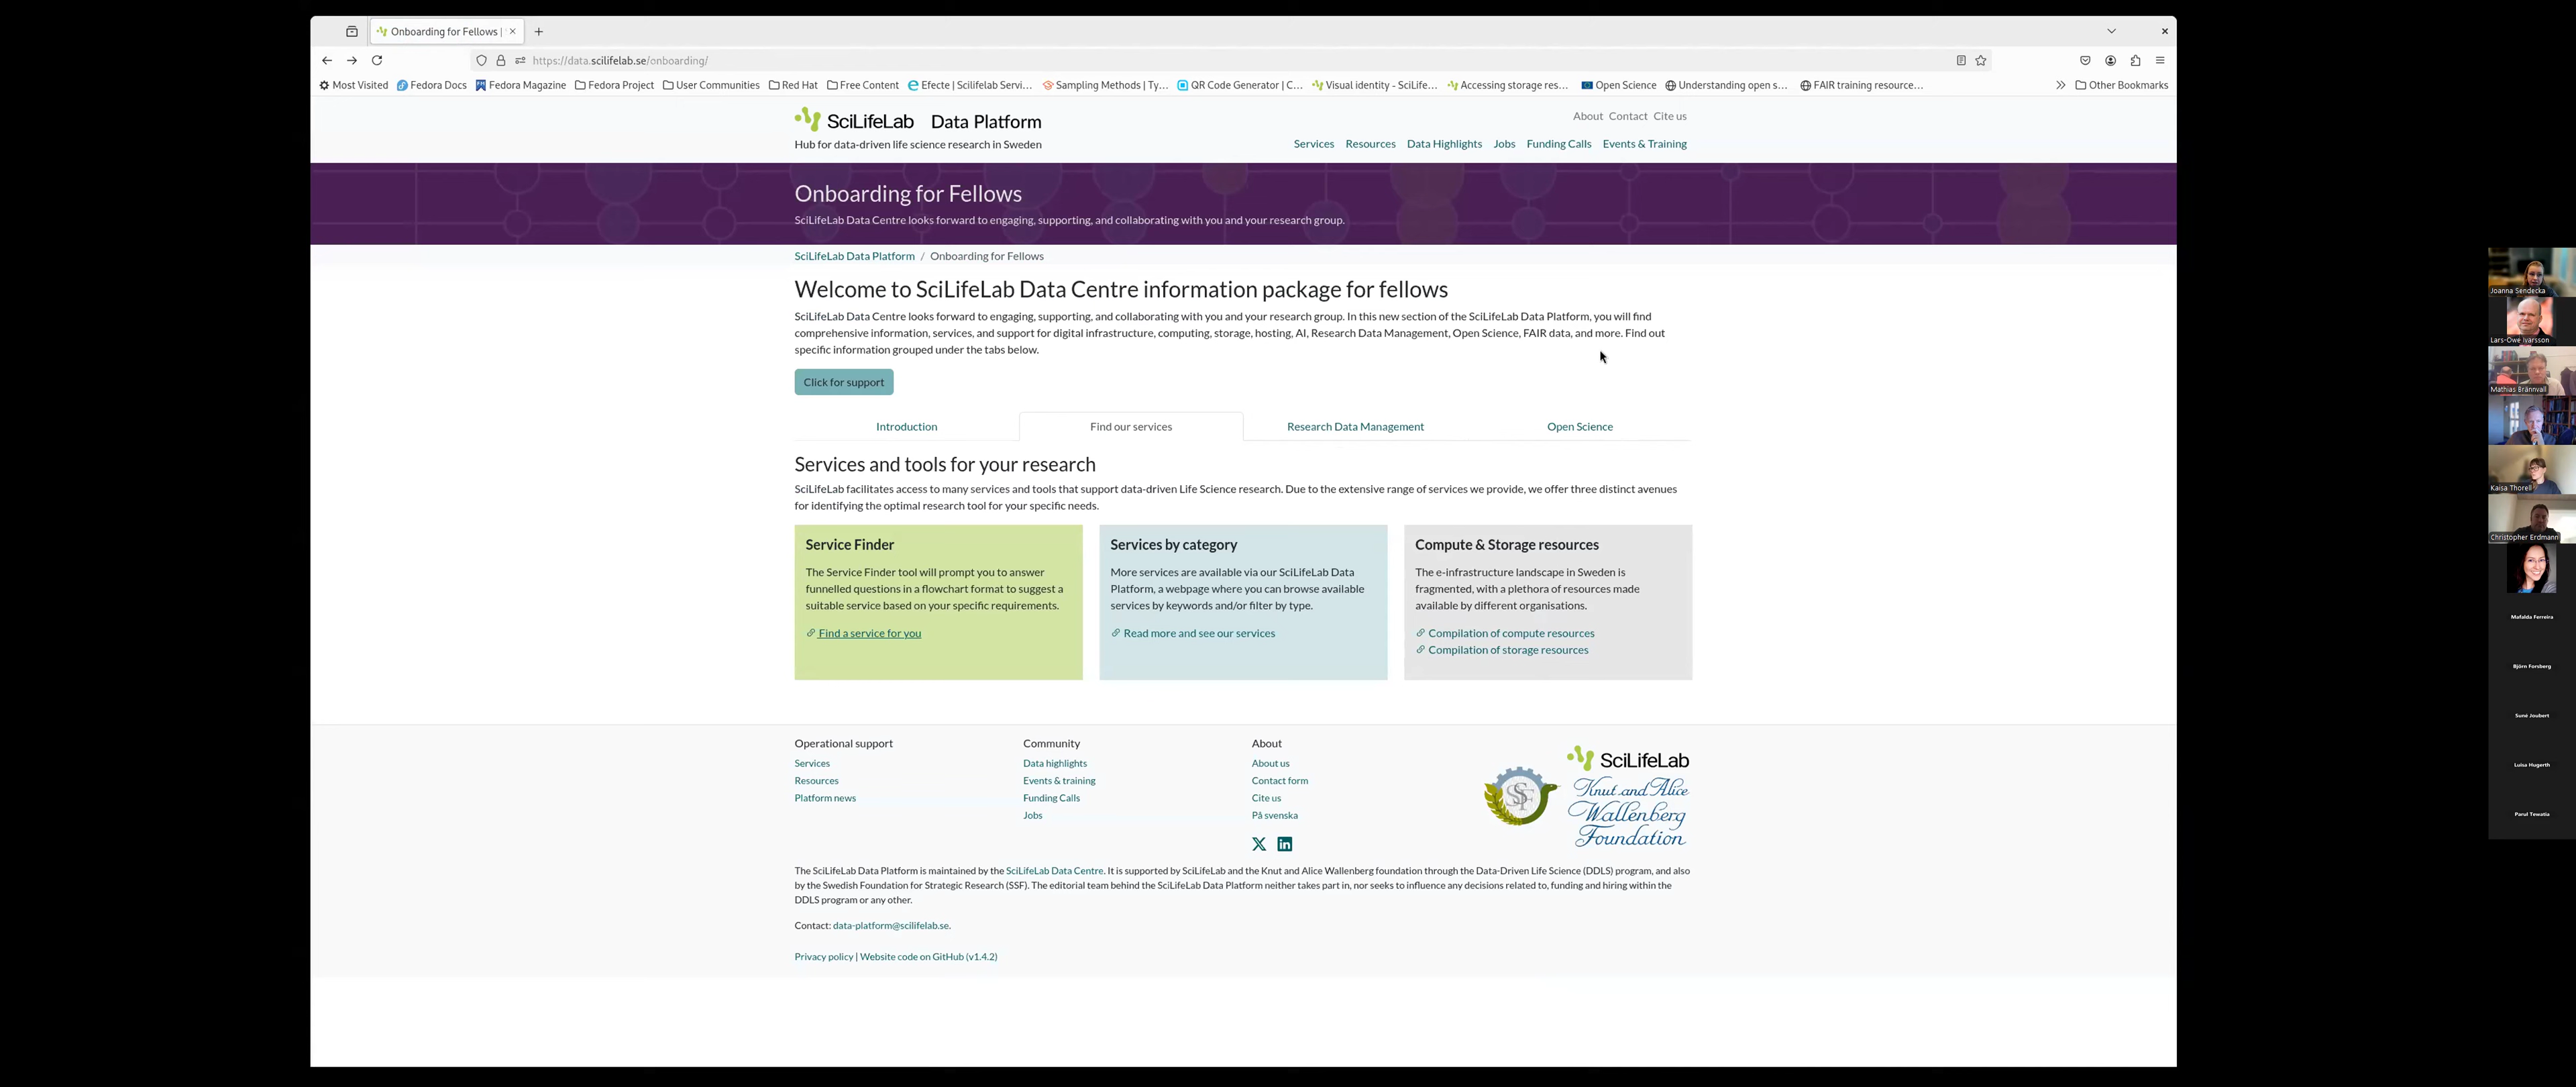 Onboarding for Fellows |
https://data.scilifelab.se/onboarding/
Most Visited Fedora Docs Fedora Magazine Fedora Project User Communities Red Hat Free Content Efecte | Scilifelab Servi... Sampling Methods | Ty... QR Code Generator | C... Visual identity - SciLife... Accessing storage res... Open Science Understanding open s... FAIR training resource... Other Bookmarks
SciLifeLab Data Platform
Hub for data-driven life science research in Sweden
About Contact Cite us
Services Resources Data Highlights Jobs Funding Calls Events & Training
Onboarding for Fellows
SciLifeLab Data Centre looks forward to engaging, supporting, and collaborating with you and your research group.
SciLifeLab Data Platform / Onboarding for Fellows
Welcome to SciLifeLab Data Centre information package for fellows
SciLifeLab Data Centre looks forward to engaging, supporting, and collaborating with you and your research group. In this new section of the SciLifeLab Data Platform, you will find
comprehensive information, services, and support for digital infrastructure, computing, storage, hosting, AI, Research Data Management, Open Science, FAIR data, and more. Find out
specific information grouped under the tabs below.
Click for support
Introduction Find our services Research Data Management Open Science
Services and tools for your research
SciLifeLab facilitates access to many services and tools that support data-driven Life Science research. Due to the extensive range of services we provide, we offer three distinct avenues
for identifying the optimal research tool for your specific needs.
Service Finder
The Service Finder tool will prompt you to answer
funnelled questions in a flowchart format to suggest a
suitable service based on your specific requirements.
Find a service for you
Services by category
More services are available via our SciLifeLab Data
Platform, a webpage where you can browse available
services by keywords and/or filter by type.
Read more and see our services
Compute & Storage resources
The e-infrastructure landscape in Sweden is
fragmented, with a plethora of resources made
available by different organisations.
Compilation of compute resources
Compilation of storage resources
Operational support
Services
Resources
Platform news
Community
Data highlights
Events & training
Funding Calls
Jobs
About
About us
Contact form
Cite us
På svenska
SSF
SciLifeLab
Knut and Alice
Wallenberg
Foundation
The SciLifeLab Data Platform is maintained by the SciLifeLab Data Centre. It is supported by SciLifeLab and the Knut and Alice Wallenberg foundation through the Data-Driven Life Science (DDLS) program, and also
by the Swedish Foundation for Strategic Research (SSF). The editorial team behind the SciLifeLab Data Platform neither takes part in, nor seeks to influence any decisions related to, funding and hiring within the
DDLS program or any other.
Contact: data-platform@scilifelab.se.
Privacy policy | Website code on GitHub (v1.4.2)
Joanna Sendecka
Lars-Owe Ivarsson
Mathias Brännvall
Kaisa Thorell
Christopher Erdmann
Mafalda Ferreira
Björn Forsberg
Suné Joubert
Luisa Hugerth
Parul Tewatia